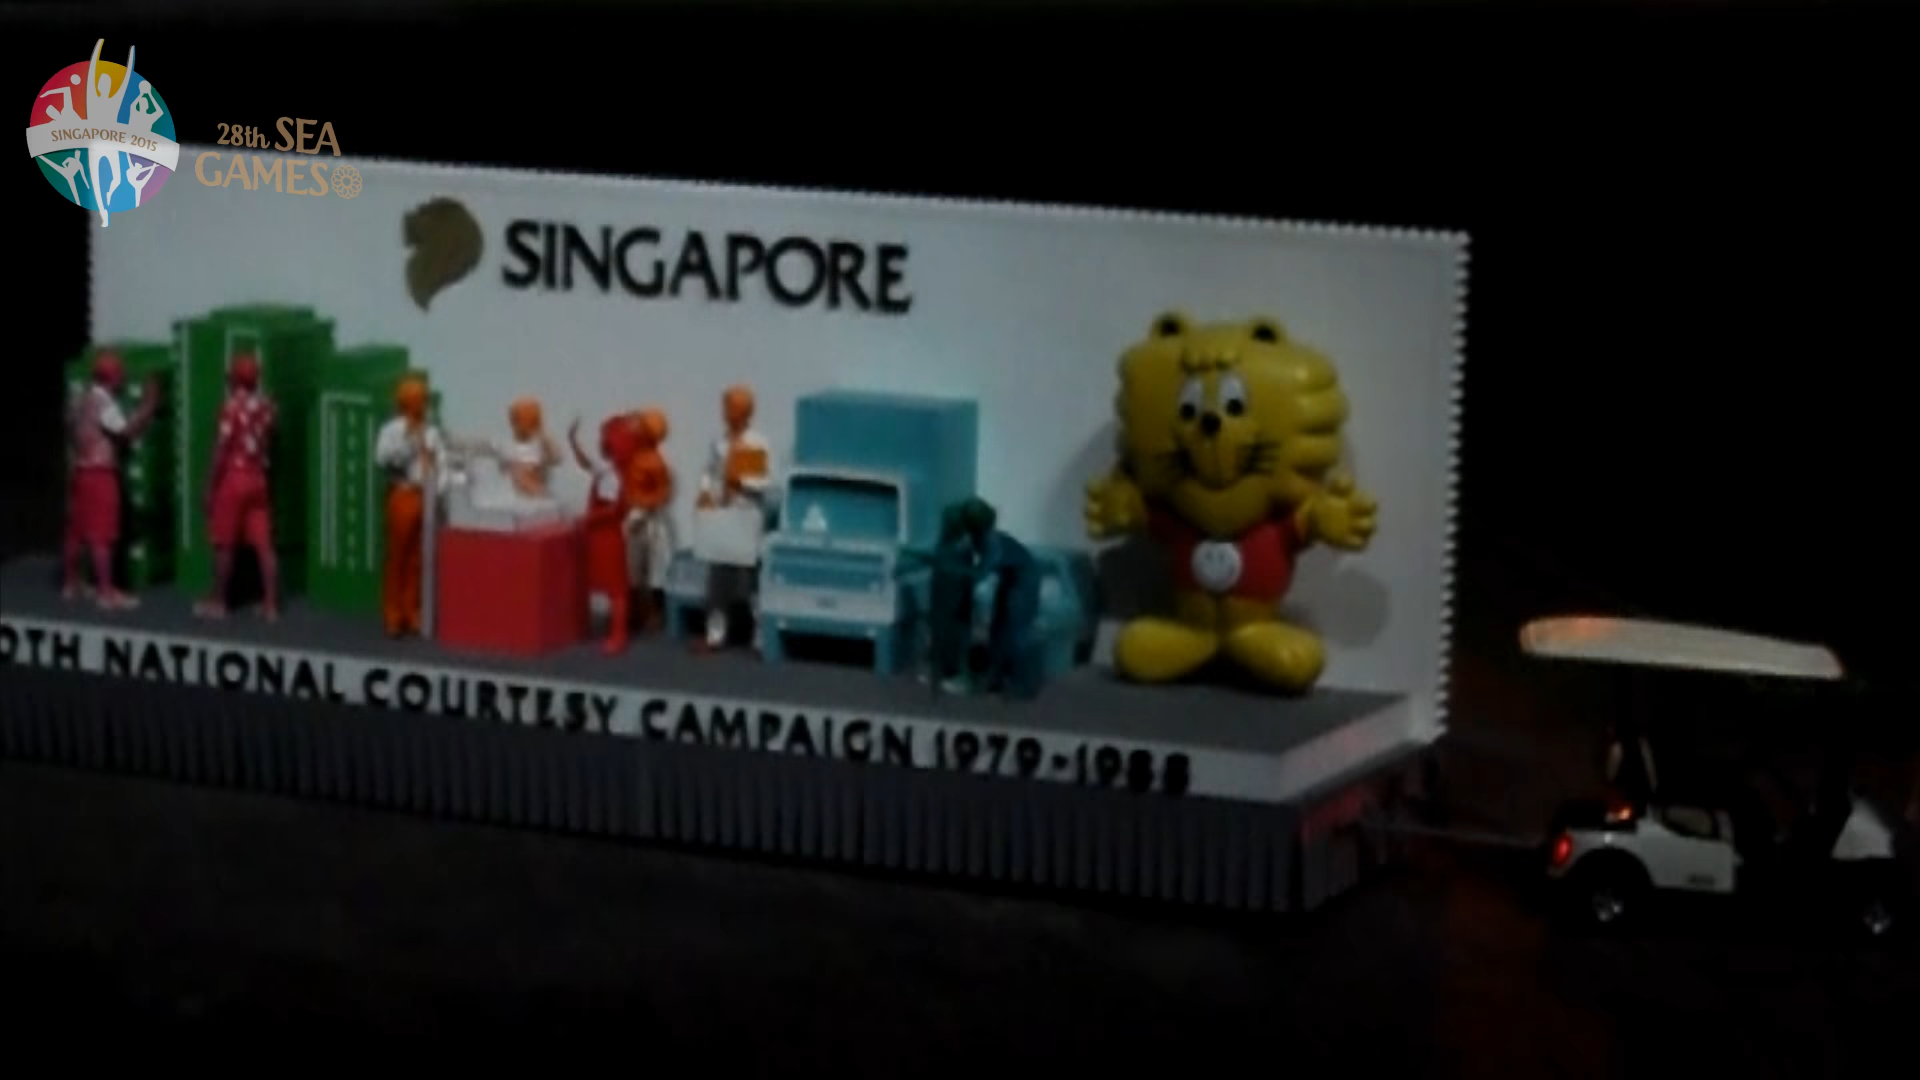 SINGAPORE 2015
28th SEA
GAMES
SINGAPORE
0TH NATIONAL COURTESY CAMPAIGN 1979-1988